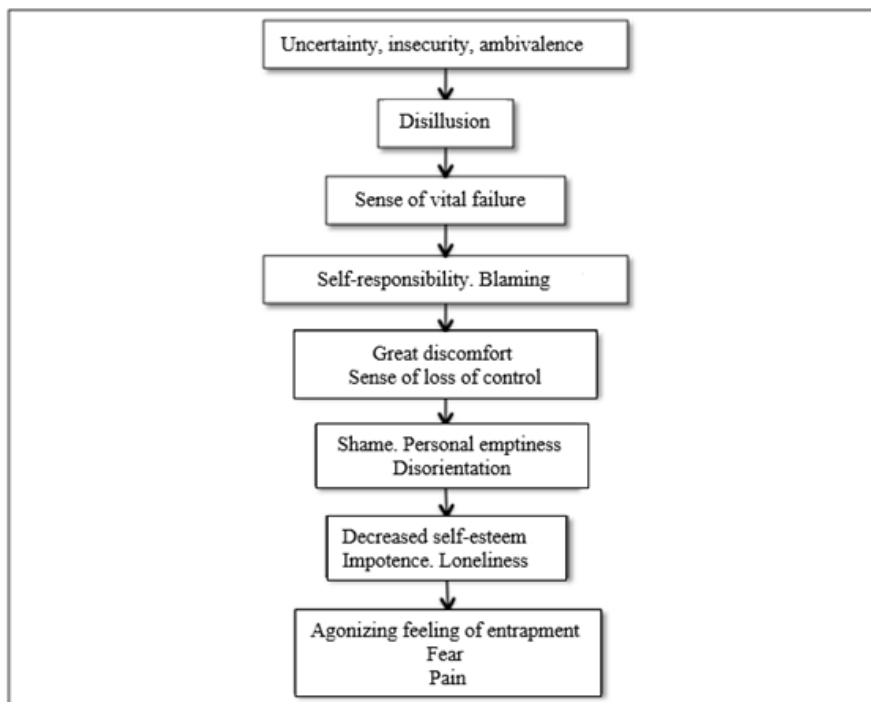 Uncertainty, insecurity, ambivalence
Disillusion
Sense of vital failure
Self-responsibility. Blaming
Great discomfort
Sense of loss of control
Shame. Personal emptiness
Disorientation
Decreased self-esteem
Impotence. Loneliness
Agonizing feeling of entrapment
Fear
Pain